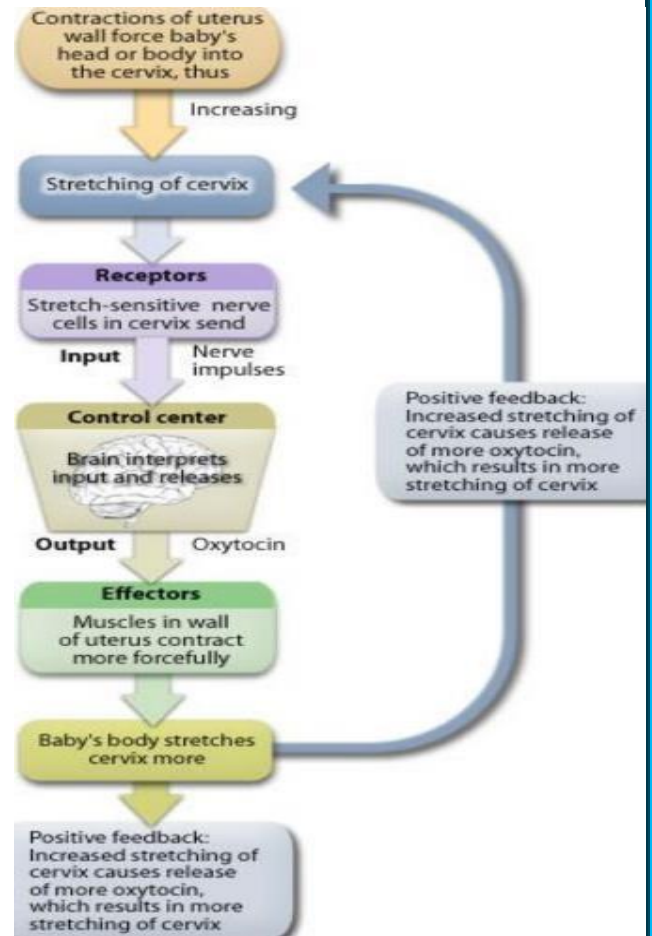 Contractions of uterus
wall force baby's
head or body into
the cervix, thus
Increasing
Stretching of cervix
Receptors
Stretch-sensitive nerve
cells in cervix send
Input
Nerve
impulses
Control center
Brain interprets
input and releases
Output
Oxytocin
Effectors
Muscles in wall
of uterus contract
more forcefully
Baby's body stretches
cervix more
Positive feedback:
Increased stretching of
cervix causes release
of more oxytocin,
which results in more
stretching of cervix
Positive feedback:
Increased stretching of
cervix causes release
of more oxytocin,
which results in more
stretching of cervix